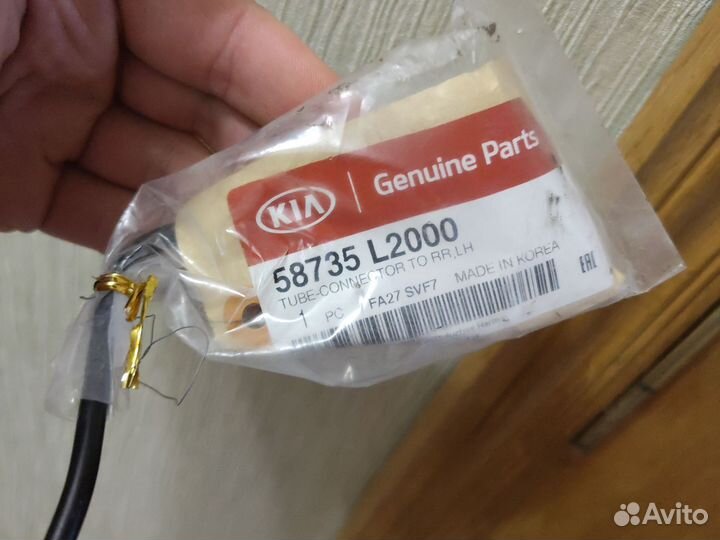 KIA
Genuine Parts
58735 L2000
TUBE-CONNECTOR TO RR,LH
1 PC FA27 SVF7 MADE IN KOREA
EAC
Avito